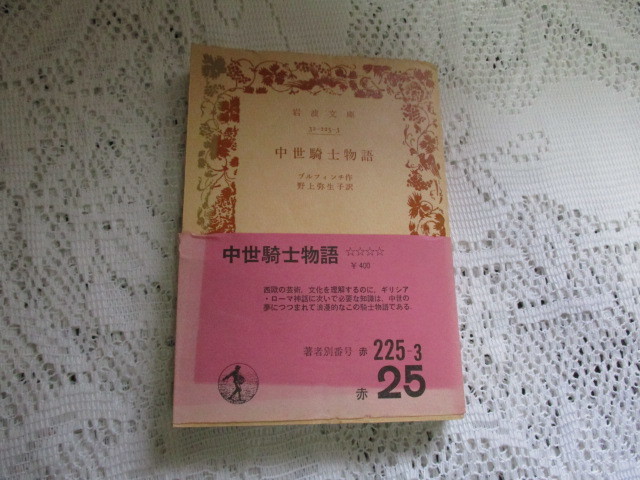 岩波文庫
32-225-3
中世騎士物語
ブルフィンチ作
野上弥生子訳
中世騎士物語 ☆☆☆☆
￥400
西欧の芸術、文化を理解するのに、ギリシア
・ローマ神話に次いで必要な知識は、中世の
夢につつまれて浪漫的なこの騎士物語である.
著者別番号 赤 225-3
赤 25